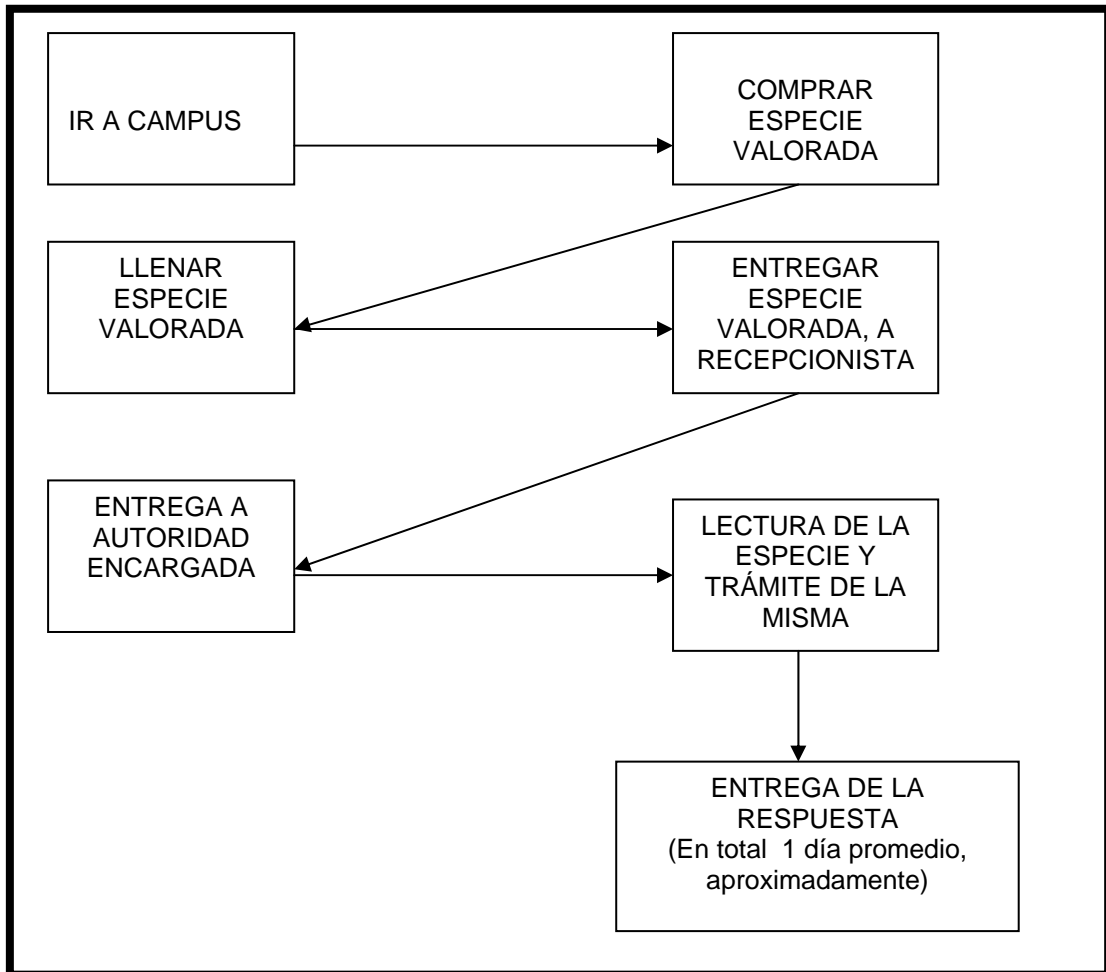 IR A CAMPUS
COMPRAR
ESPECIE
VALORADA
LLENAR
ESPECIE
VALORADA
ENTREGAR
ESPECIE
VALORADA, A
RECEPCIONISTA
ENTREGA A
AUTORIDAD
ENCARGADA
LECTURA DE LA
ESPECIE Y
TRÁMITE DE LA
MISMA
ENTREGA DE LA
RESPUESTA
(En total 1 día promedio,
aproximadamente)